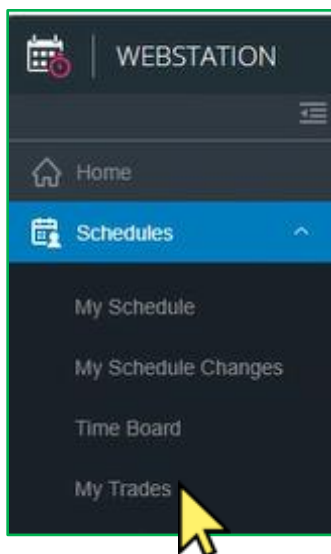 WEBSTATION
Home
Schedules
My Schedule
My Schedule Changes
Time Board
My Trades